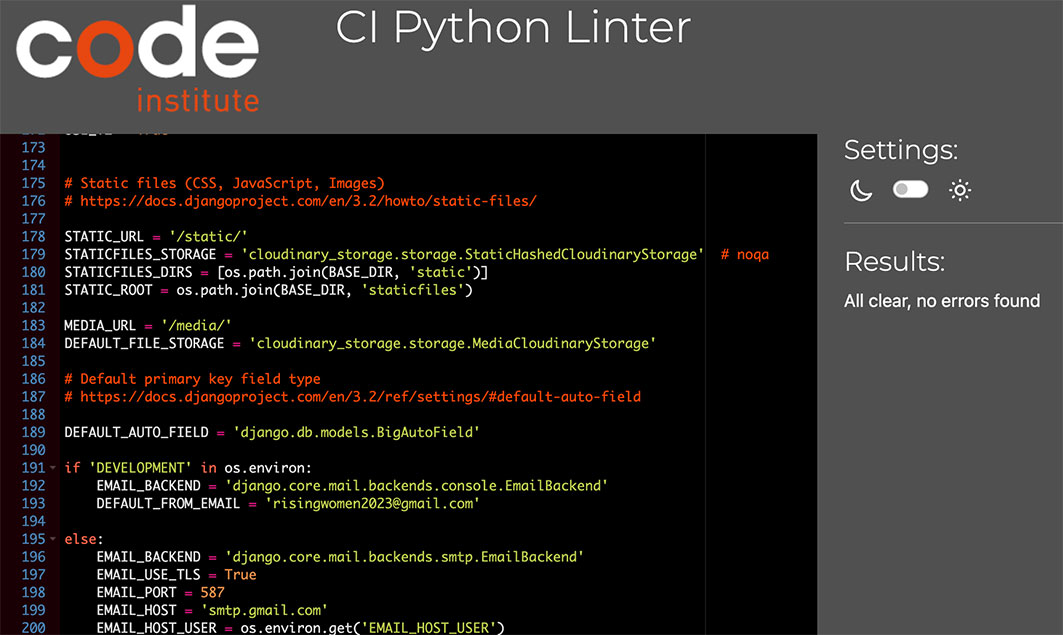 code
institute
CI Python Linter
173
174
175 # Static files (CSS, JavaScript, Images)
176 # https://docs.djangoproject.com/en/3.2/howto/static-files/
177
178 STATIC_URL = '/static/'
179 STATICFILES_STORAGE = 'cloudinary_storage.storage.StaticHashedCloudinaryStorage'  # noqa
180 STATICFILES_DIRS = [os.path.join(BASE_DIR, 'static')]
181 STATIC_ROOT = os.path.join(BASE_DIR, 'staticfiles')
182
183 MEDIA_URL = '/media/'
184 DEFAULT_FILE_STORAGE = 'cloudinary_storage.storage.MediaCloudinaryStorage'
185
186 # Default primary key field type
187 # https://docs.djangoproject.com/en/3.2/ref/settings/#default-auto-field
188
189 DEFAULT_AUTO_FIELD = 'django.db.models.BigAutoField'
190
191 if 'DEVELOPMENT' in os.environ:
192     EMAIL_BACKEND = 'django.core.mail.backends.console.EmailBackend'
193     DEFAULT_FROM_EMAIL = 'risingwomen2023@gmail.com'
194
195 else:
196     EMAIL_BACKEND = 'django.core.mail.backends.smtp.EmailBackend'
197     EMAIL_USE_TLS = True
198     EMAIL_PORT = 587
199     EMAIL_HOST = 'smtp.gmail.com'
200     EMAIL_HOST_USER = os.environ.get('EMAIL_HOST_USER')
Settings:
Results:
All clear, no errors found